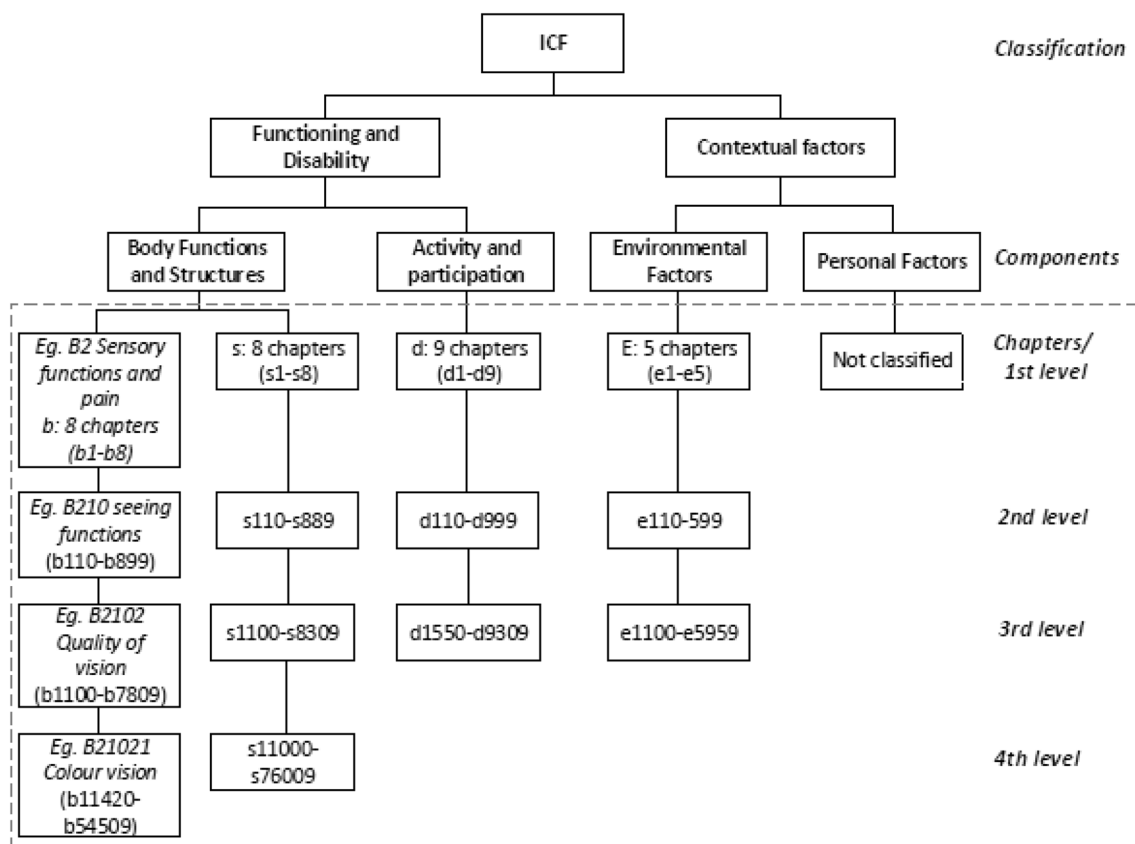 ICF
Classification
Functioning and
Disability
Contextual factors
Body Functions
and Structures
Activity and
participation
Environmental
Factors
Personal Factors
Components
Eg. B2 Sensory
functions and
pain
b: 8 chapters
(b1-b8)
s: 8 chapters
(s1-s8)
d: 9 chapters
(d1-d9)
E: 5 chapters
(e1-e5)
Not classified
Chapters/
1st level
Eg. B210 seeing
functions
(b110-b899)
s110-s889
d110-d999
e110-599
2nd level
Eg. B2102
Quality of
vision
(b1100-b7809)
s1100-s8309
d1550-d9309
e1100-e5959
3rd level
Eg. B21021
Colour vision
(b11420-
b54509)
s11000-
s76009
4th level